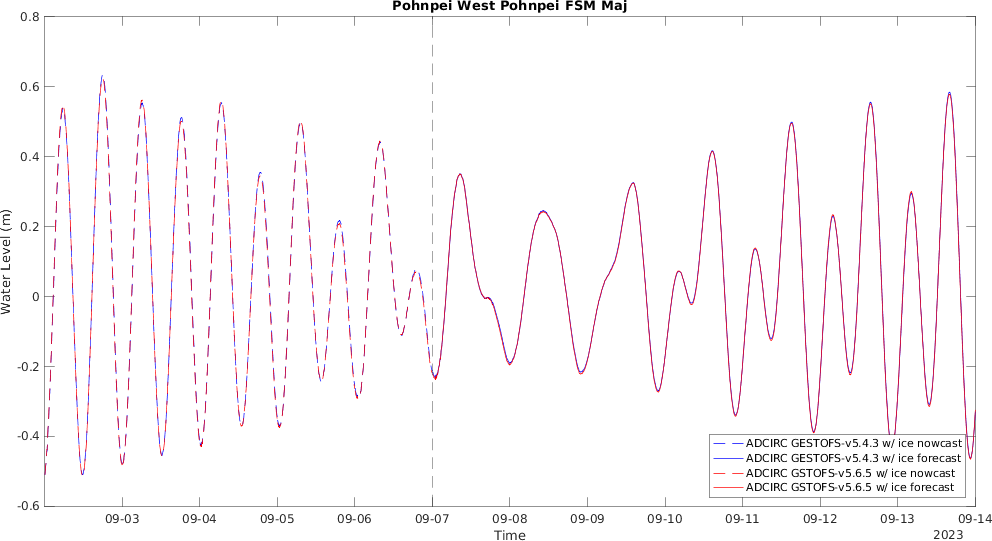 Pohnpei West Pohnpei FSM Maj
0.8
0.6
0.4
0.2
0
-0.2
-0.4
-0.6
Water Level (m)
ADCIRC GESTOFS-v5.4.3 w/ ice nowcast
ADCIRC GESTOFS-v5.4.3 w/ ice forecast
ADCIRC GSTOFS-v5.6.5 w/ ice nowcast
ADCIRC GSTOFS-v5.6.5 w/ ice forecast
09-03 09-04 09-05 09-06 09-07 09-08 09-09 09-10 09-11 09-12 09-13 09-14
Time
2023